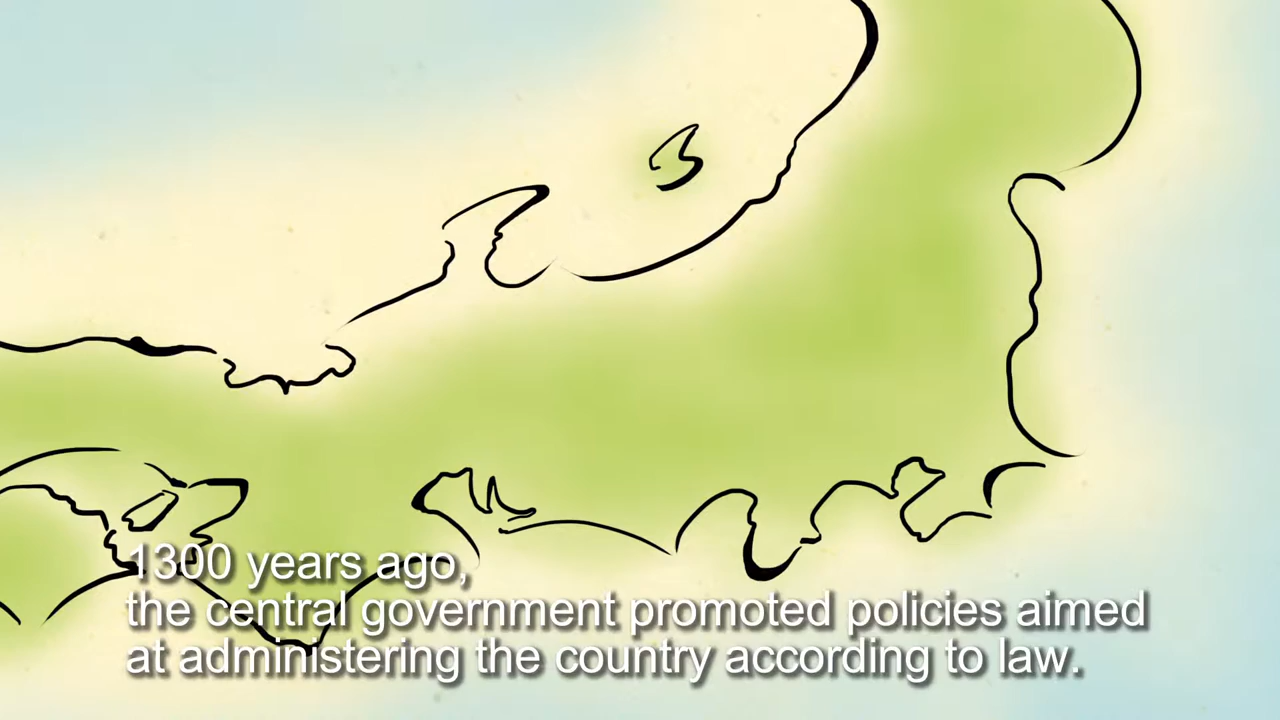 1300 years ago,
the central government promoted policies aimed
at administering the country according to law.